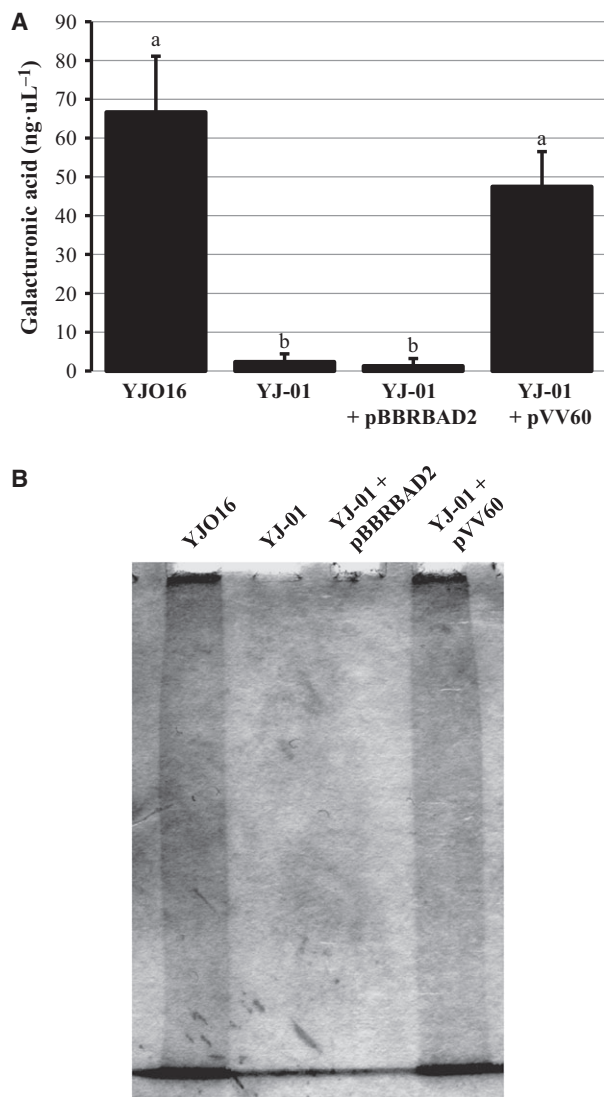 A
Galacturonic acid (ng·uL⁻¹)
90
80
70
60
50
40
30
20
10
0
a
b
b
a
YJO16
YJ-01
YJ-01
+ pBBRBAD2
YJ-01
+ pVV60
B
YJO16
YJ-01
YJ-01 +
pBBRBAD2
YJ-01 +
pVV60